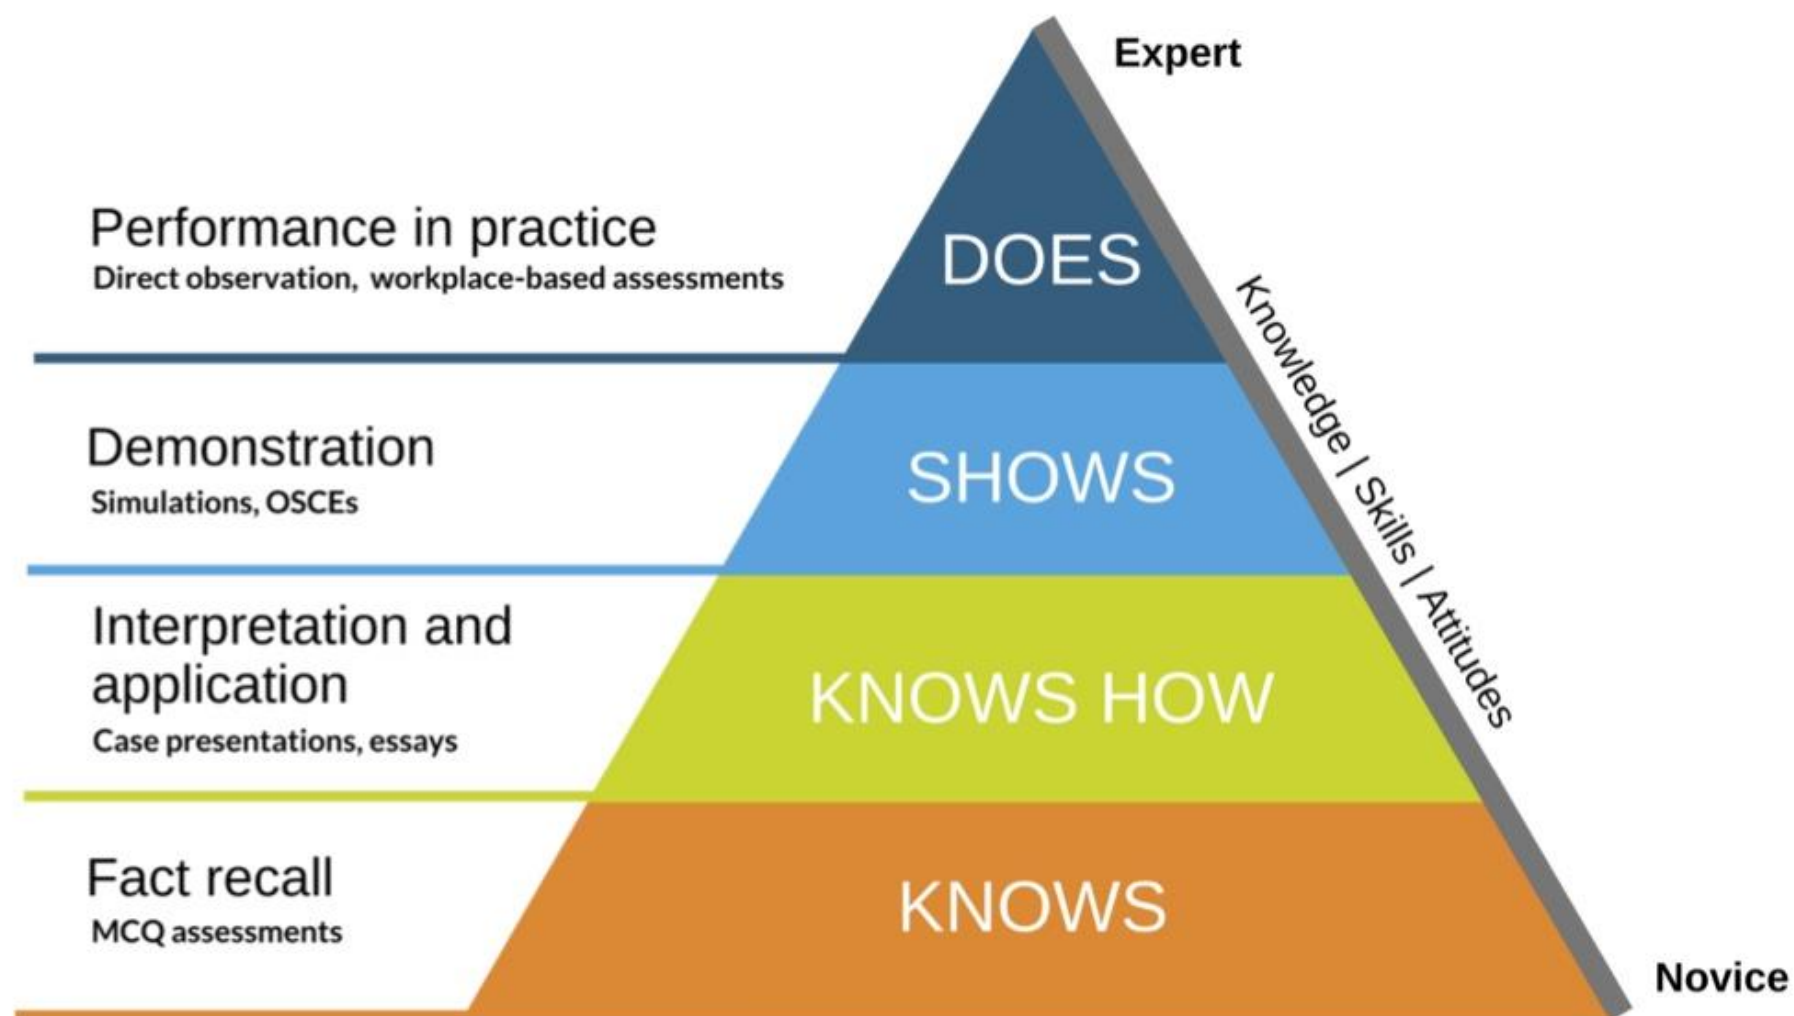 Expert
Performance in practice
Direct observation, workplace-based assessments
DOES
Knowledge | Skills | Attitudes
Demonstration
Simulations, OSCEs
SHOWS
Interpretation and
application
Case presentations, essays
KNOWS HOW
Fact recall
MCQ assessments
KNOWS
Novice